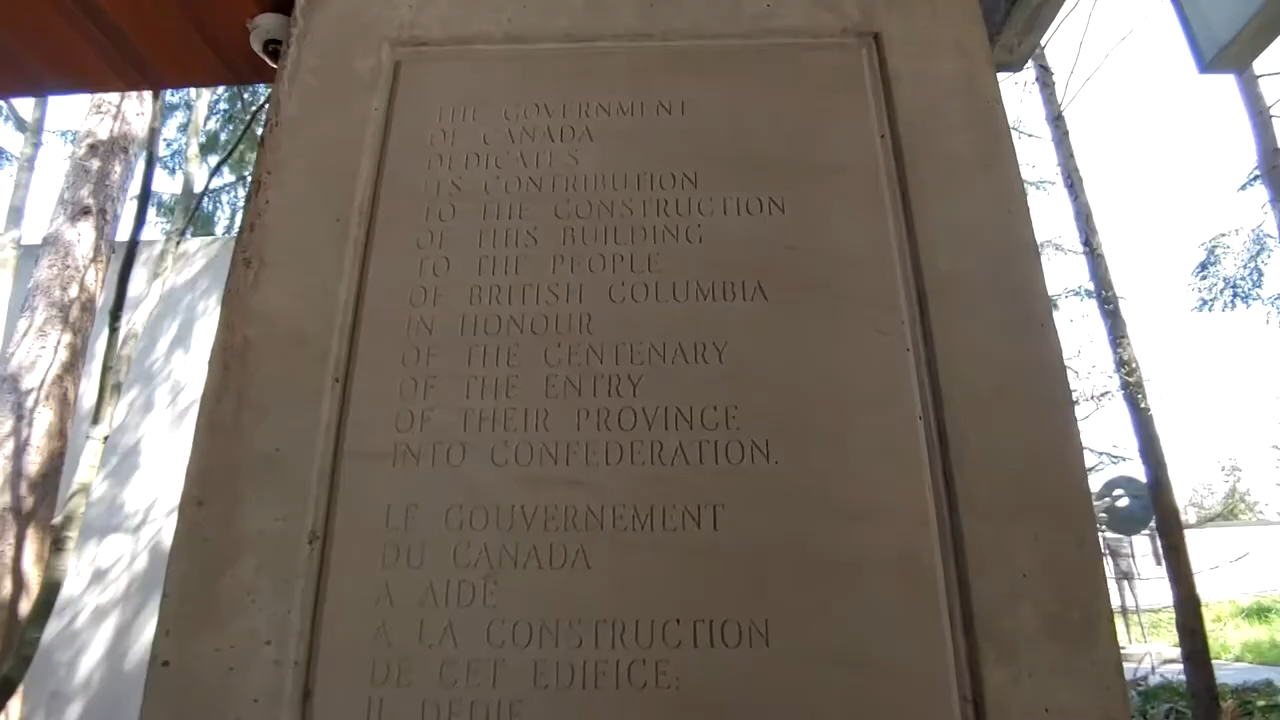 THE GOVERNMENT
OF CANADA
DEDICATES
ITS CONTRIBUTION
TO THE CONSTRUCTION
OF THIS BUILDING
TO THE PEOPLE
OF BRITISH COLUMBIA
IN HONOUR
OF THE CENTENARY
OF THE ENTRY
OF THEIR PROVINCE
INTO CONFEDERATION.
LE GOUVERNEMENT
DU CANADA
A AIDÉ
A LA CONSTRUCTION
DE CET EDIFICE;
IL DEDIE